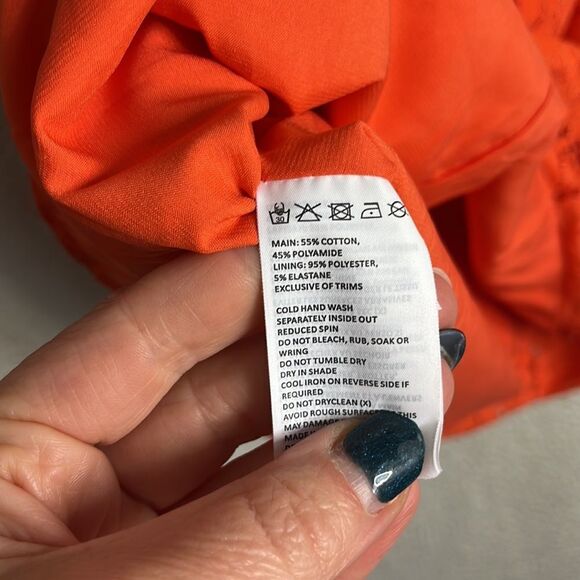 30
MAIN: 55% COTTON,
45% POLYAMIDE
LINING: 95% POLYESTER,
5% ELASTANE
EXCLUSIVE OF TRIMS
COLD HAND WASH
SEPARATELY INSIDE OUT
REDUCED SPIN
DO NOT BLEACH, RUB, SOAK OR
WRING
DO NOT TUMBLE DRY
DRY IN SHADE
COOL IRON ON REVERSE SIDE IF
REQUIRED
DO NOT DRYCLEAN (X)
AVOID ROUGH THIS
MAY DAMAGE
MADE